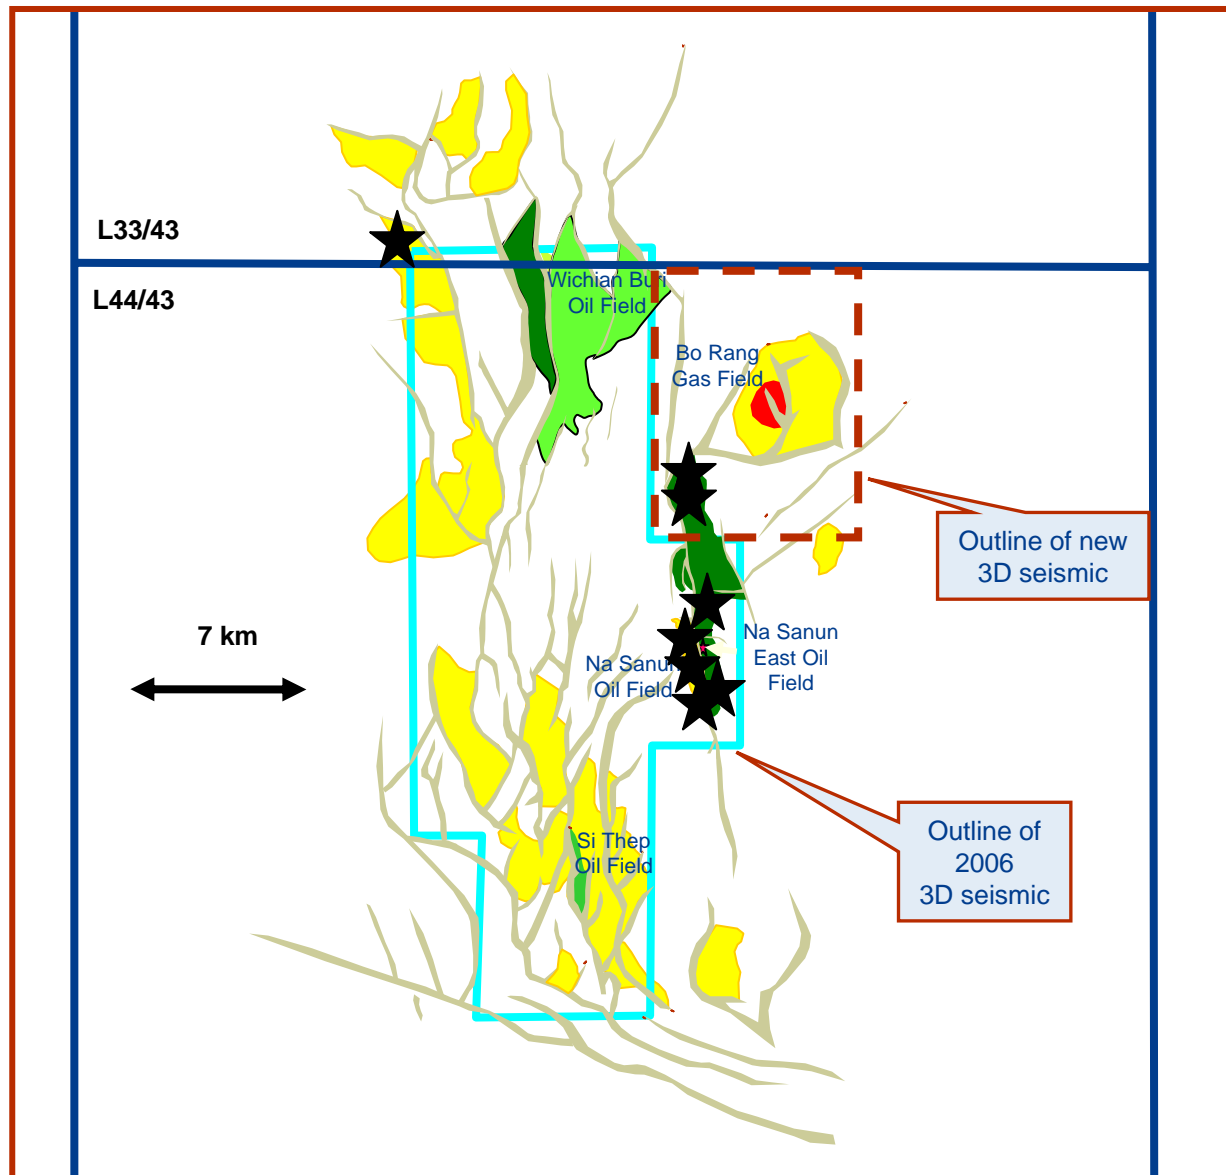 L33/43
L44/43
Wichian Buri
Oil Field
Bo Rang
Gas Field
Outline of new
3D seismic
7 km
Na Sanun
Oil Field
Na Sanun
East Oil
Field
Outline of
2006
3D seismic
Si Thep
Oil Field